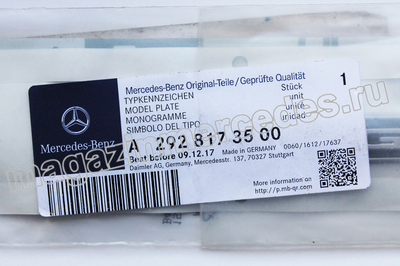 Mercedes-Benz Original-Teile/Geprüfte Qualität
TYPKENNZEICHEN
MODEL PLATE
MONOGRAMME
SIMBOLO DEL TIPO
Stück
unit
unité
unidad
1
Mercedes-Benz
A 292 817 35 00
Beat before 09.12.17 Made in GERMANY 0060/1612/17637
Daimler AG, Germany, Mercedesstr. 137, 70327 Stuttgart
More information on
http://p.mb-qr.com
magazinmercedes.ru